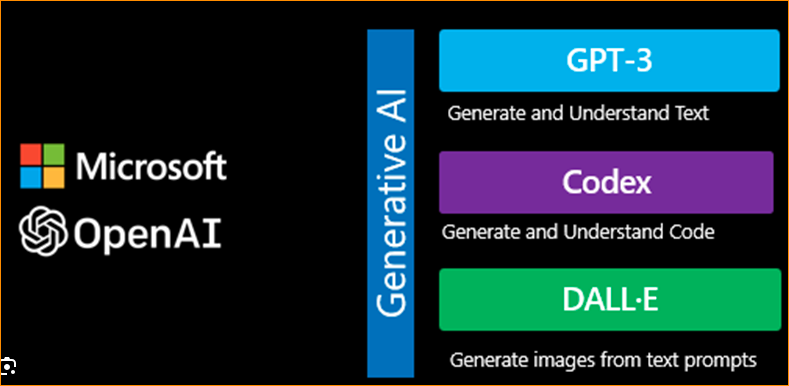 Microsoft
OpenAI
Generative AI
GPT-3
Generate and Understand Text
Codex
Generate and Understand Code
DALL·E
Generate images from text prompts